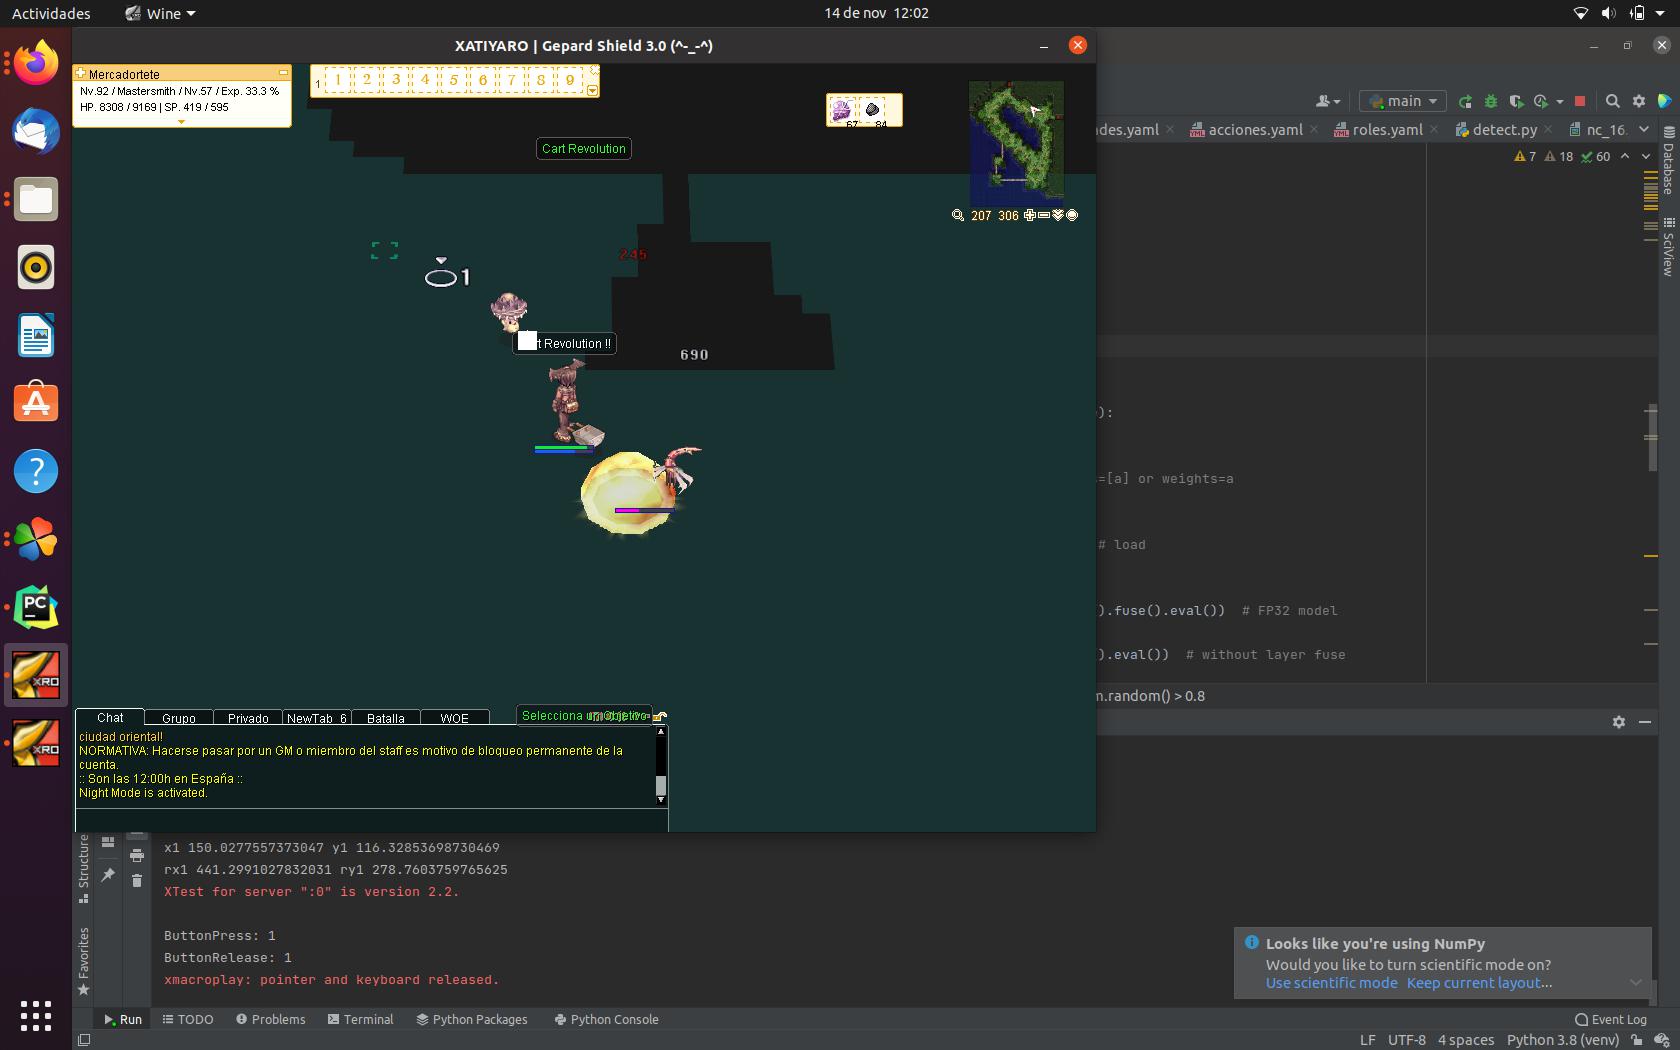 Actividades
Wine
14 de nov 12:02
XATIYARO | Gepard Shield 3.0 (^-_-^)
Mercadortete
Nv.92 / Mastersmith / Nv.57 / Exp. 33.3 %
HP. 8308 / 9169 | SP. 419 / 595
1 1 2 3 4 5 6 7 8 9
67 84
Cart Revolution
207 306
245
1
t Revolution !!
690
Chat
Grupo
Privado
NewTab_6
Batalla
WOE
ciudad oriental!
NORMATIVA: Hacerse pasar por un GM o miembro del staff es motivo de bloqueo permanente de la
cuenta.
:: Son las 12:00h en España ::
Night Mode is activated.
main
des.yaml
acciones.yaml
roles.yaml
detect.py
nc_16.
7 18 60
):
=[a] or weights=a
# load
).fuse().eval()) # FP32 model
).eval()) # without layer fuse
m.random() > 0.8
Database
SciView
x1 150.0277557373047 y1 116.32853698730469
rx1 441.2991027832031 ry1 278.7603759765625
XTest for server ":0" is version 2.2.
ButtonPress: 1
ButtonRelease: 1
xmacroplay: pointer and keyboard released.
Structure
Favorites
Looks like you're using NumPy
Would you like to turn scientific mode on?
Use scientific mode Keep current layout...
Run
TODO
Problems
Terminal
Python Packages
Python Console
Event Log
LF UTF-8 4 spaces Python 3.8 (venv)
PC
XRO
XRO